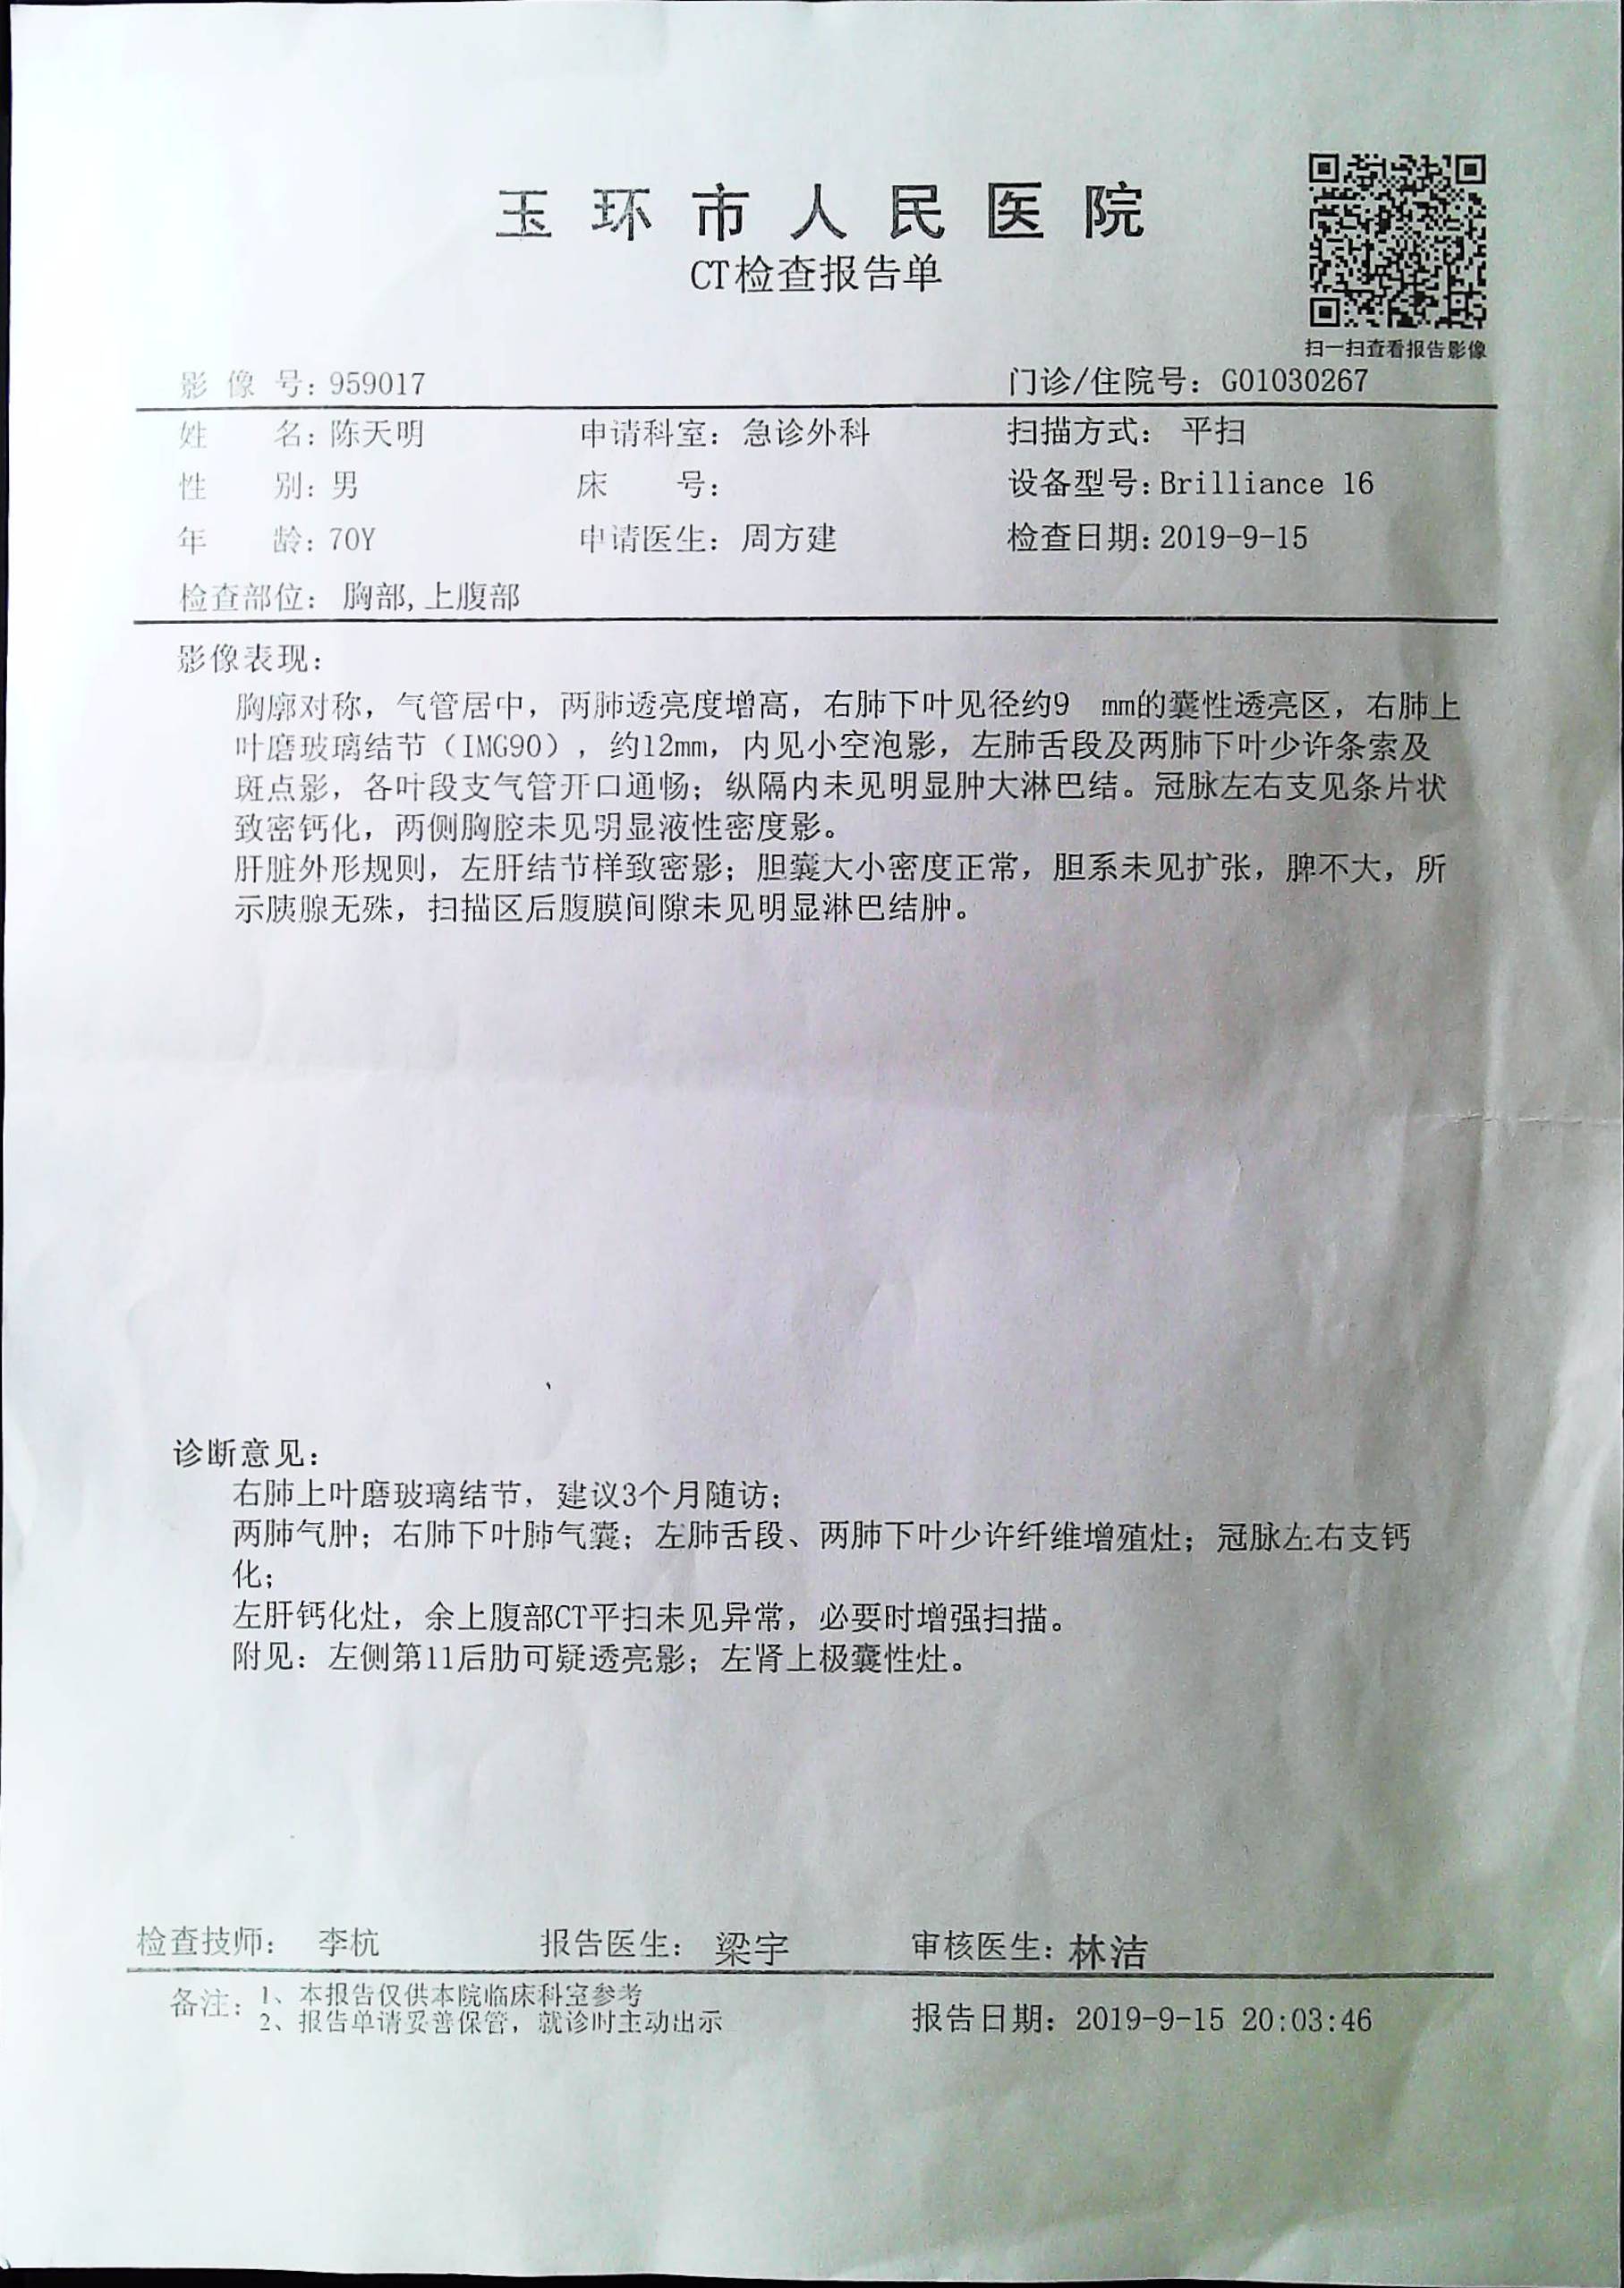 玉环市人民医院
CT检查报告单
扫一扫查看报告影像
影像号：959017 门诊/住院号：G01030267
姓名：陈天明 申请科室：急诊外科 扫描方式：平扫
性别：男 床号： 设备型号：Brilliance 16
年龄：70Y 申请医生：周方建 检查日期：2019-9-15
检查部位：胸部,上腹部
影像表现：
胸廓对称，气管居中，两肺透亮度增高，右肺下叶见径约9 mm的囊性透亮区，右肺上
叶磨玻璃结节（IMG90），约12mm，内见小空泡影，左肺舌段及两肺下叶少许条索及
斑点影，各叶段支气管开口通畅；纵隔内未见明显肿大淋巴结。冠脉左右支见条片状
致密钙化，两侧胸腔未见明显液性密度影。
肝脏外形规则，左肝结节样致密影；胆囊大小密度正常，胆系未见扩张，脾不大，所
示胰腺无殊，扫描区后腹膜间隙未见明显淋巴结肿。
诊断意见：
右肺上叶磨玻璃结节，建议3个月随访；
两肺气肿；右肺下叶肺气囊；左肺舌段、两肺下叶少许纤维增殖灶；冠脉左右支钙
化；
左肝钙化灶，余上腹部CT平扫未见异常，必要时增强扫描。
附见：左侧第11后肋可疑透亮影；左肾上极囊性灶。
检查技师：李杭 报告医生：梁宇 审核医生：林洁
备注：1、本报告仅供本院临床科室参考
2、报告单请妥善保管，就诊时主动出示 报告日期：2019-9-15 20:03:46